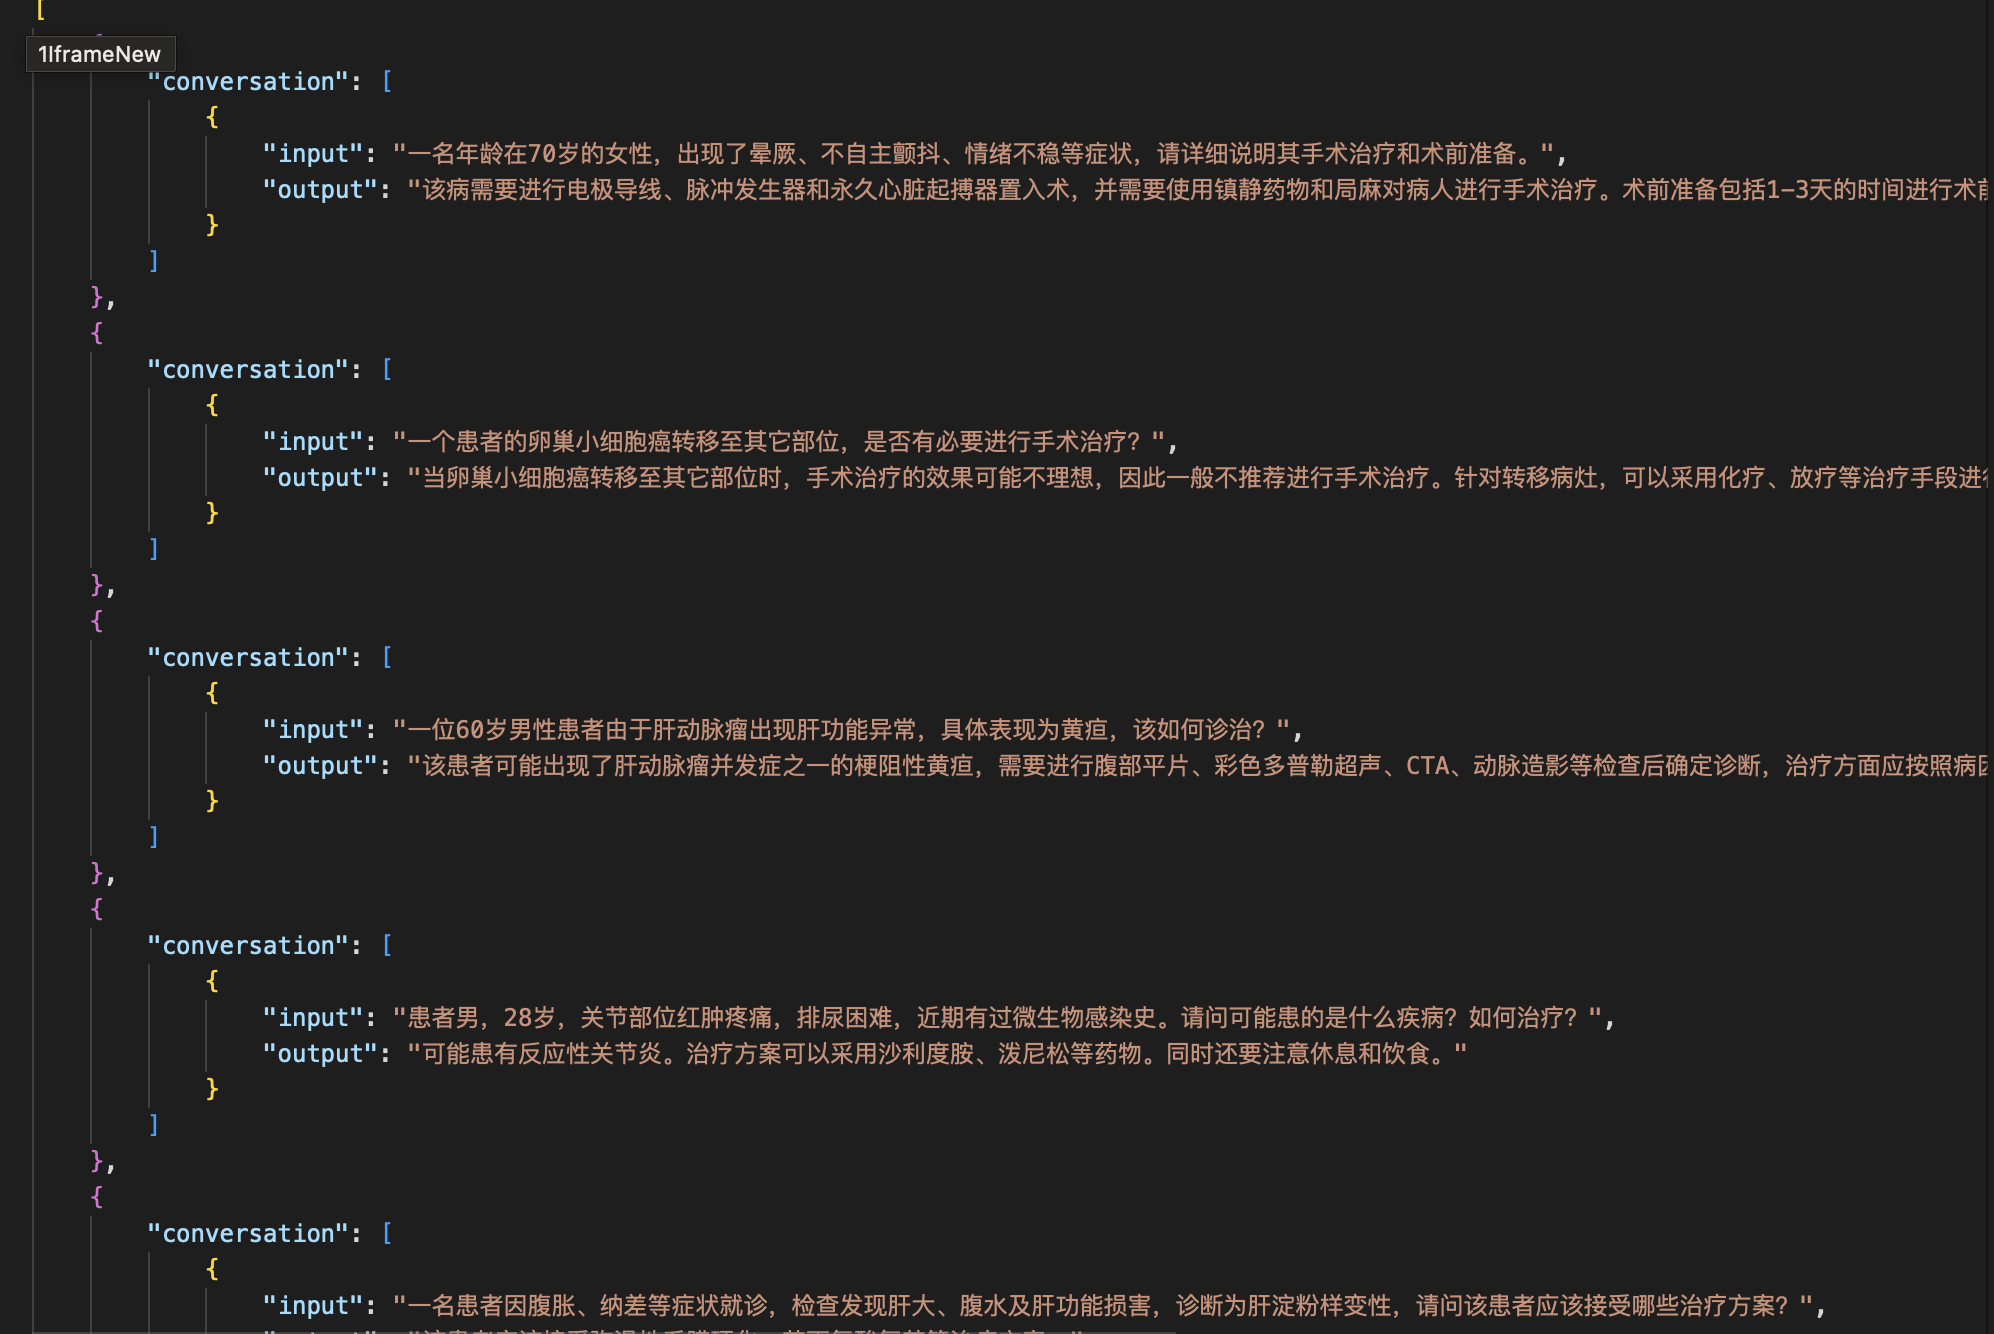 [
1IframeNew
"conversation": [
{
"input": "一名年龄在70岁的女性，出现了晕厥、不自主颤抖、情绪不稳等症状，请详细说明其手术治疗和术前准备。",
"output": "该病需要进行电极导线、脉冲发生器和永久心脏起搏器置入术，并需要使用镇静药物和局麻对病人进行手术治疗。术前准备包括1-3天的时间进行术前
}
]
},
{
"conversation": [
{
"input": "一个患者的卵巢小细胞癌转移至其它部位，是否有必要进行手术治疗？",
"output": "当卵巢小细胞癌转移至其它部位时，手术治疗的效果可能不理想，因此一般不推荐进行手术治疗。针对转移病灶，可以采用化疗、放疗等治疗手段进行
}
]
},
{
"conversation": [
{
"input": "一位60岁男性患者由于肝动脉瘤出现肝功能异常，具体表现为黄疸，该如何诊治？",
"output": "该患者可能出现了肝动脉瘤并发症之一的梗阻性黄疸，需要进行腹部平片、彩色多普勒超声、CTA、动脉造影等检查后确定诊断，治疗方面应按照病因
}
]
},
{
"conversation": [
{
"input": "患者男，28岁，关节部位红肿疼痛，排尿困难，近期有过微生物感染史。请问可能患的是什么疾病？如何治疗？",
"output": "可能患有反应性关节炎。治疗方案可以采用沙利度胺、泼尼松等药物。同时还要注意休息和饮食。"
}
]
},
{
"conversation": [
{
"input": "一名患者因腹胀、纳差等症状就诊，检查发现肝大、腹水及肝功能损害，诊断为肝淀粉样变性，请问该患者应该接受哪些治疗方案？",